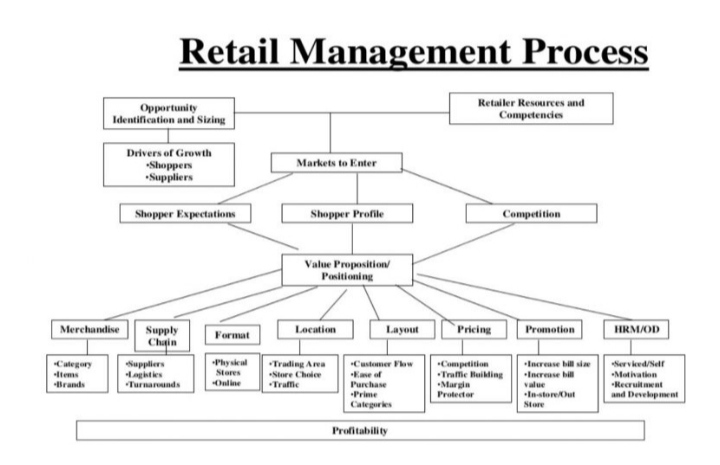 Retail Management Process
Opportunity
Identification and Sizing
Retailer Resources and
Competencies
Drivers of Growth
•Shoppers
•Suppliers
Markets to Enter
Shopper Expectations
Shopper Profile
Competition
Value Proposition/
Positioning
Merchandise
Supply
Chain
Format
Location
Layout
Pricing
Promotion
HRM/OD
•Category
•Items
•Brands
•Suppliers
•Logistics
•Turnarounds
•Physical
Stores
•Online
•Trading Area
•Store Choice
•Traffic
•Customer Flow
•Ease of
Purchase
•Prime
Categories
•Competition
•Traffic Building
•Margin
Protector
•Increase bill size
•Increase bill
value
•In-store/Out
Store
•Serviced/Self
•Motivation
•Recruitment
and Development
Profitability